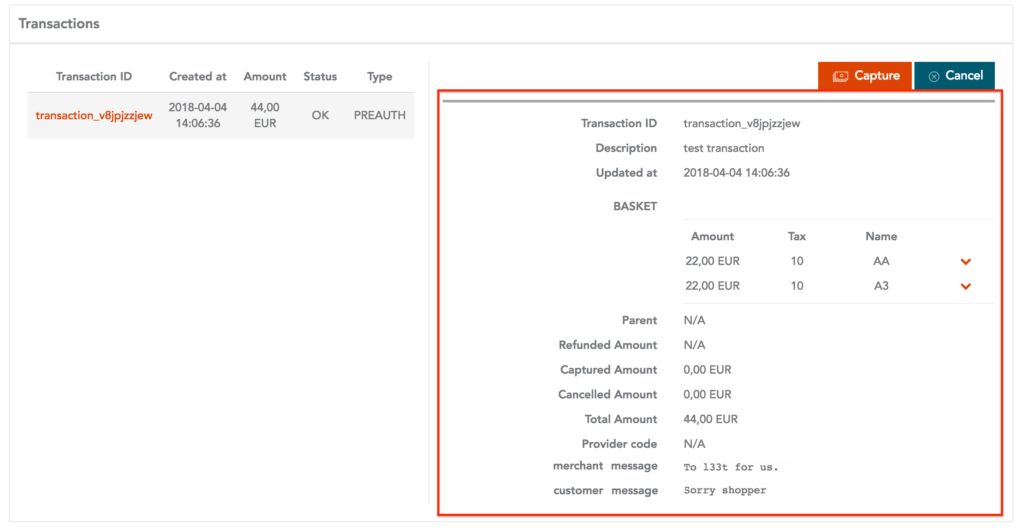 Transactions
Transaction ID Created at Amount Status Type
transaction_v8jpjzzjew 2018-04-04 14:06:36 44,00 EUR OK PREAUTH
Capture Cancel
Transaction ID transaction_v8jpjzzjew
Description test transaction
Updated at 2018-04-04 14:06:36
BASKET
Amount Tax Name
22,00 EUR 10 AA
22,00 EUR 10 A3
Parent N/A
Refunded Amount N/A
Captured Amount 0,00 EUR
Cancelled Amount 0,00 EUR
Total Amount 44,00 EUR
Provider code N/A
merchant message To l33t for us.
customer message Sorry shopper